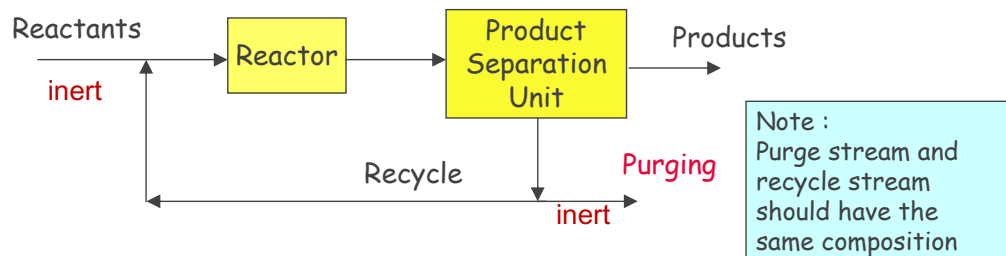 Reactants
inert
Reactor
Product
Separation
Unit
Products
Recycle
Purging
inert
Note :
Purge stream and
recycle stream
should have the
same composition